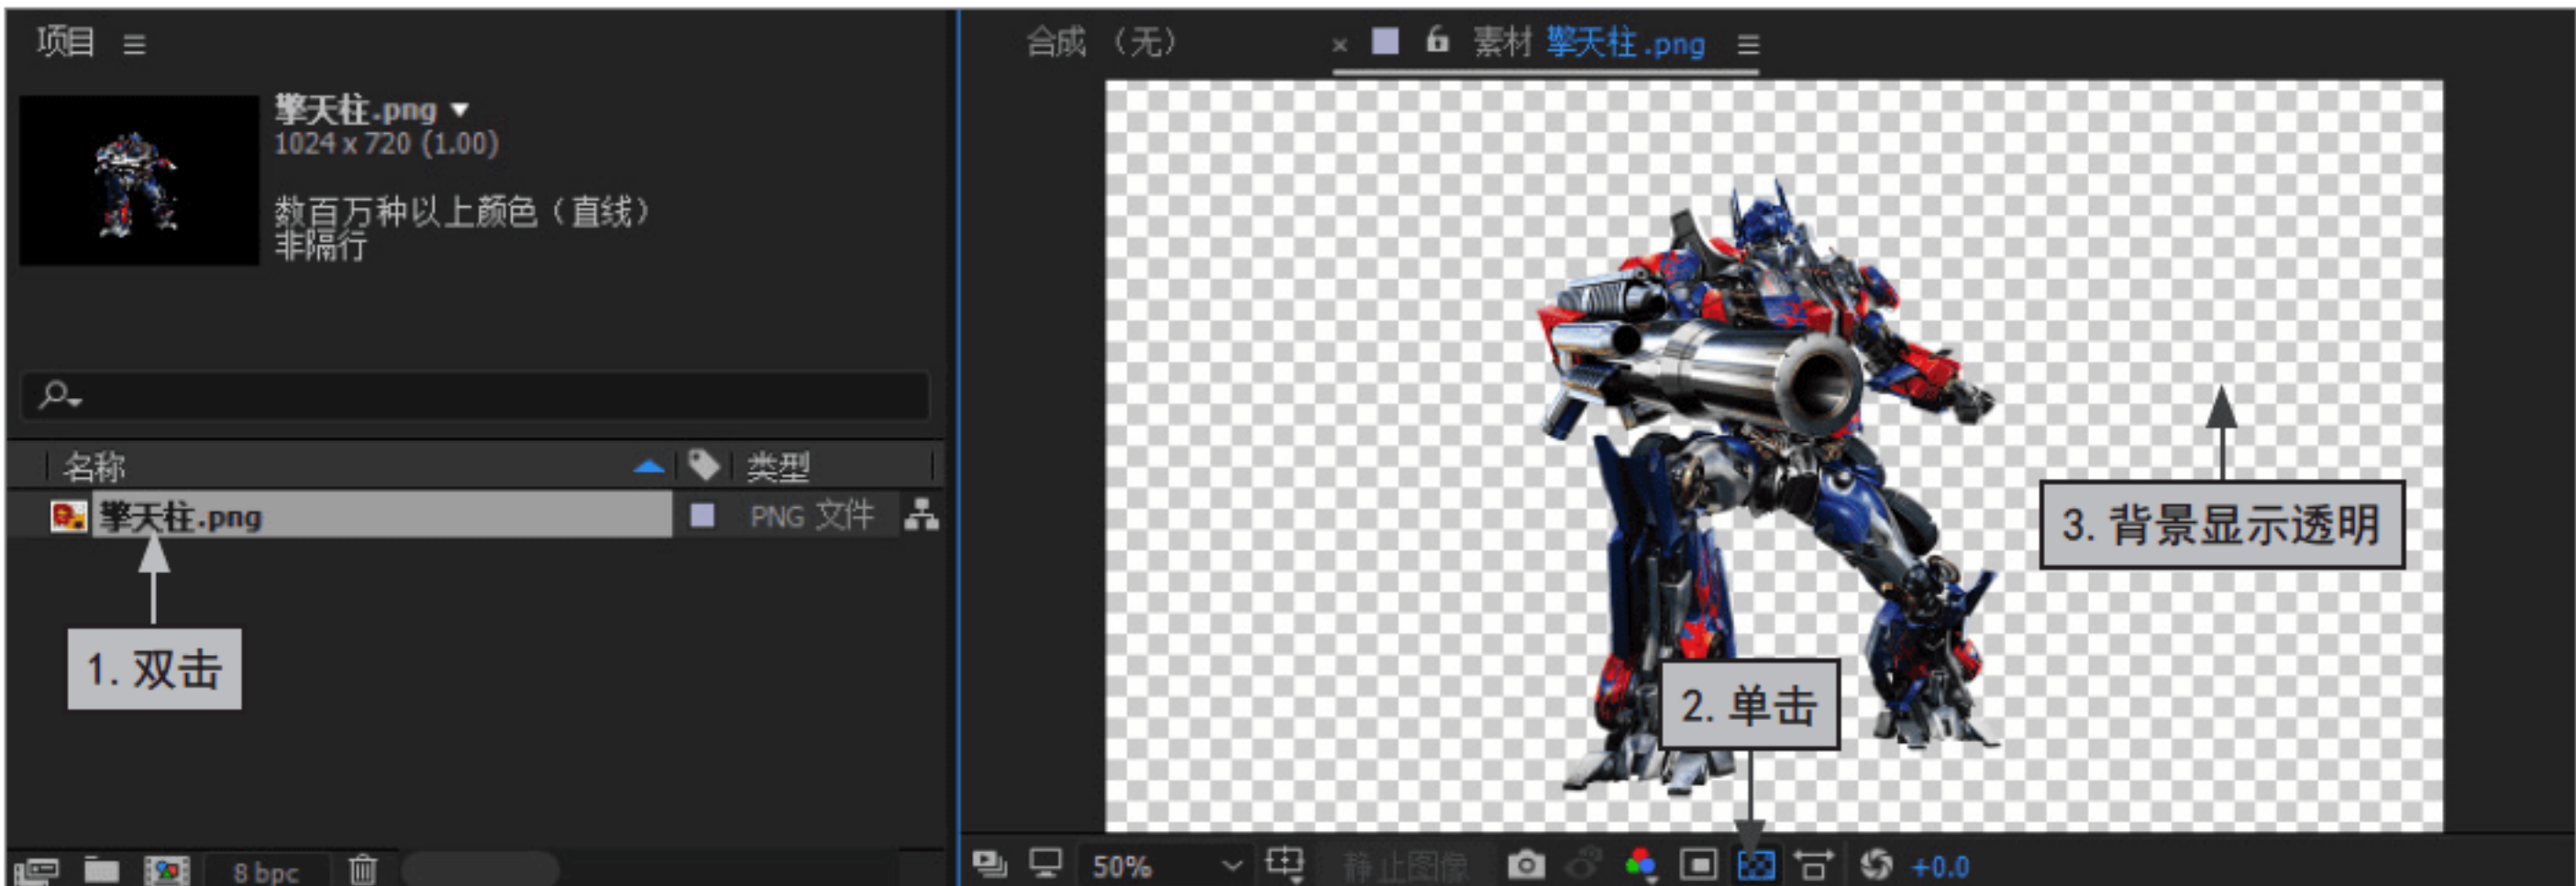 项目
擎天柱.png
1024 x 720 (1.00)
数百万种以上颜色（直线）
非隔行
名称
类型
擎天柱.png
PNG 文件
1. 双击
8 bpc
合成 （无）
素材 擎天柱.png
3. 背景显示透明
2. 单击
50%
静止图像
+0.0